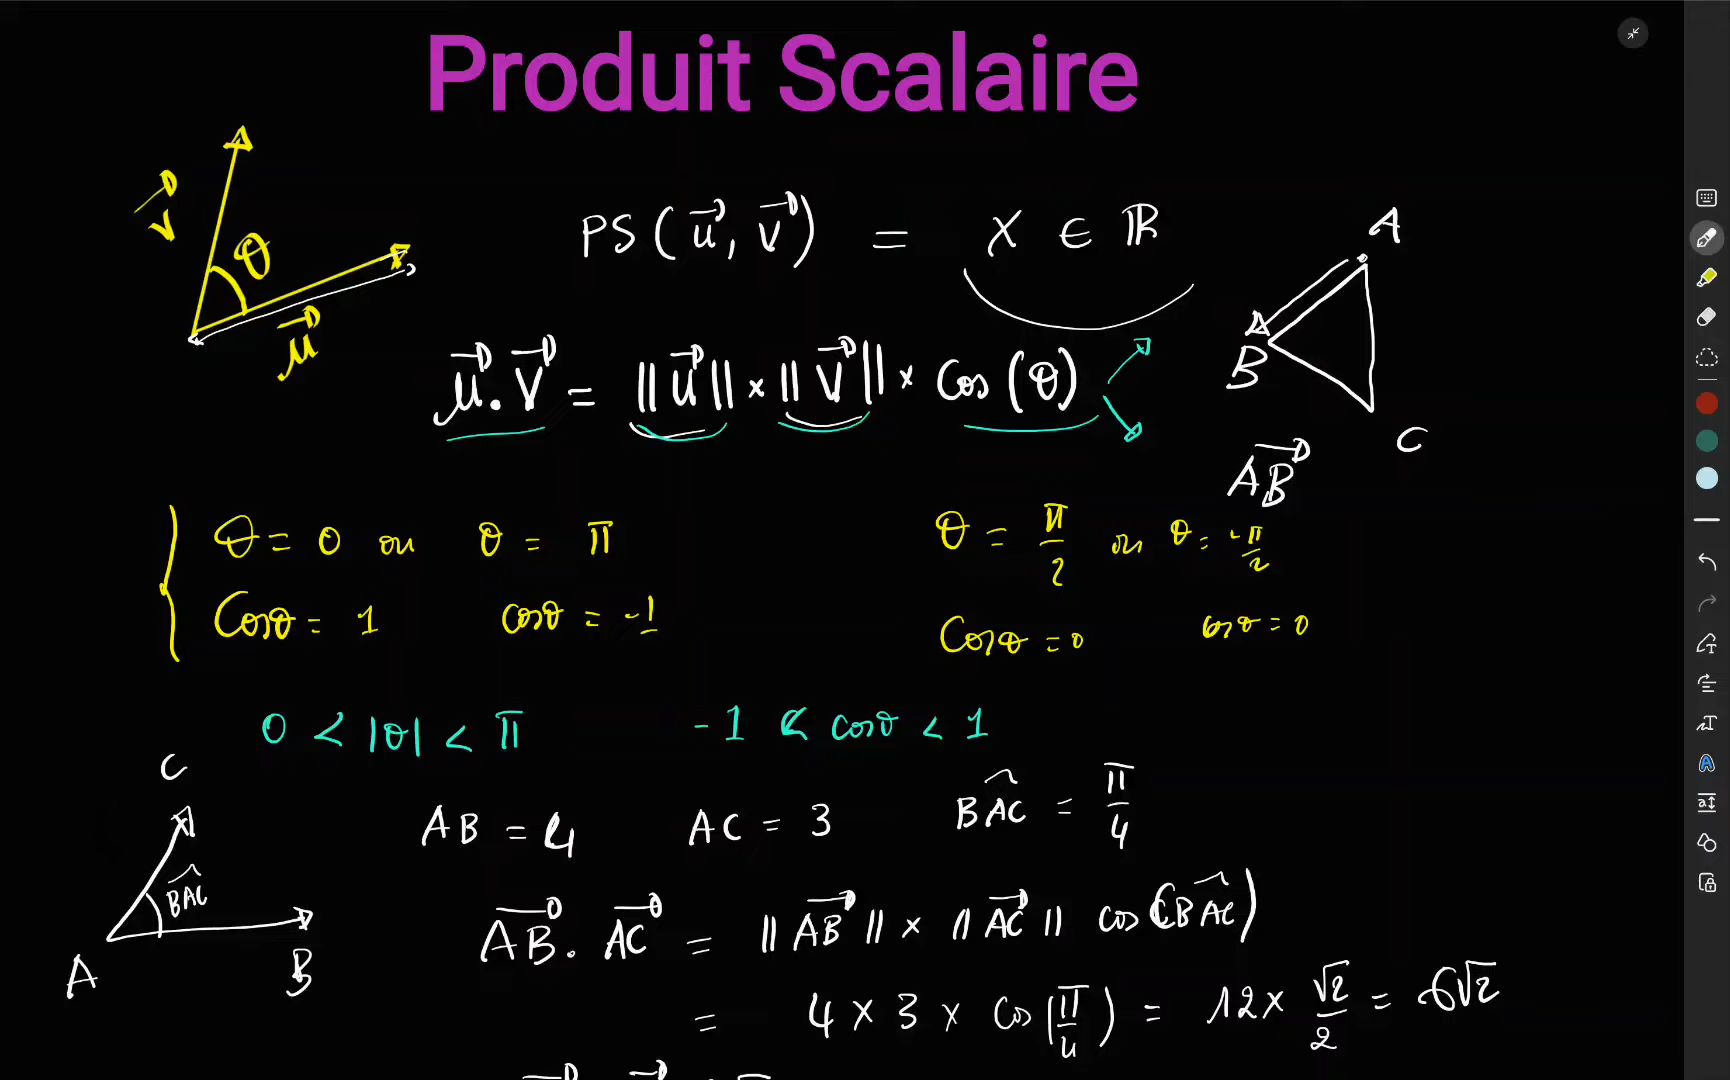 Produit Scalaire
v⃗
θ
u⃗
PS(u⃗, v⃗) = x ∈ ℝ
A
B
C
u⃗.v⃗ = ||u⃗|| × ||v⃗|| × Cos(θ)
AB⃗
θ = 0 ou θ = π
θ = π/2 ou θ = -π/2
Cosθ = 1 cosθ = -1
Cosθ = 0 cosθ = 0
0 < |θ| < π -1 < cosθ < 1
C
BAC
A
B
AB = 4 AC = 3 BAC = π/4
AB⃗. AC⃗ = ||AB⃗|| × ||AC⃗|| cos(BAC)
= 4 × 3 × Cos(π/4) = 12 × √2/2 = 6√2